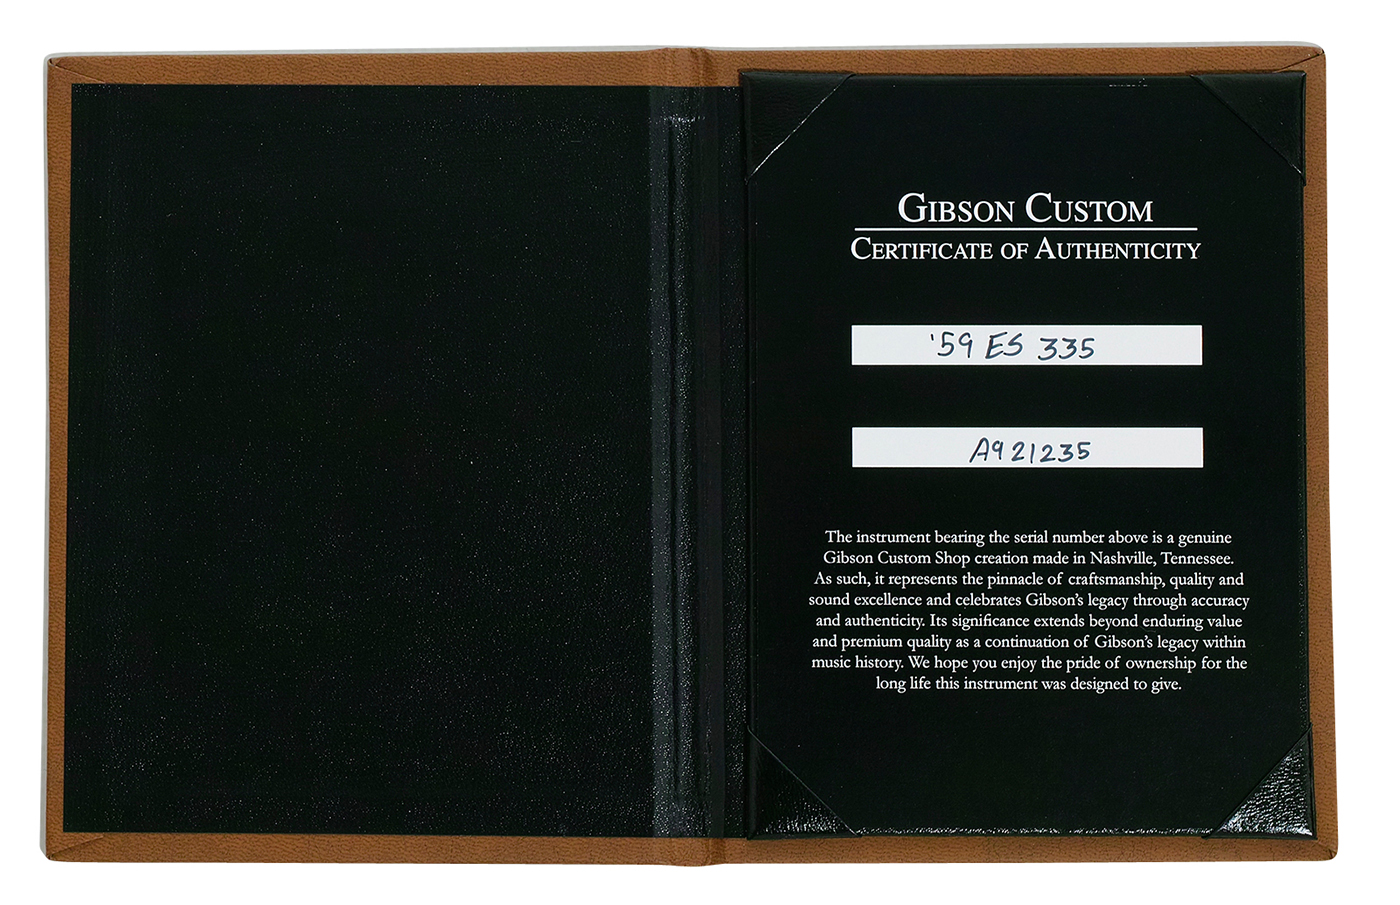 GIBSON CUSTOM
CERTIFICATE OF AUTHENTICITY
'59 ES 335
A921235
The instrument bearing the serial number above is a genuine
Gibson Custom Shop creation made in Nashville, Tennessee.
As such, it represents the pinnacle of craftsmanship, quality and
sound excellence and celebrates Gibson's legacy through accuracy
and authenticity. Its significance extends beyond enduring value
and premium quality as a continuation of Gibson's legacy within
music history. We hope you enjoy the pride of ownership for the
long life this instrument was designed to give.